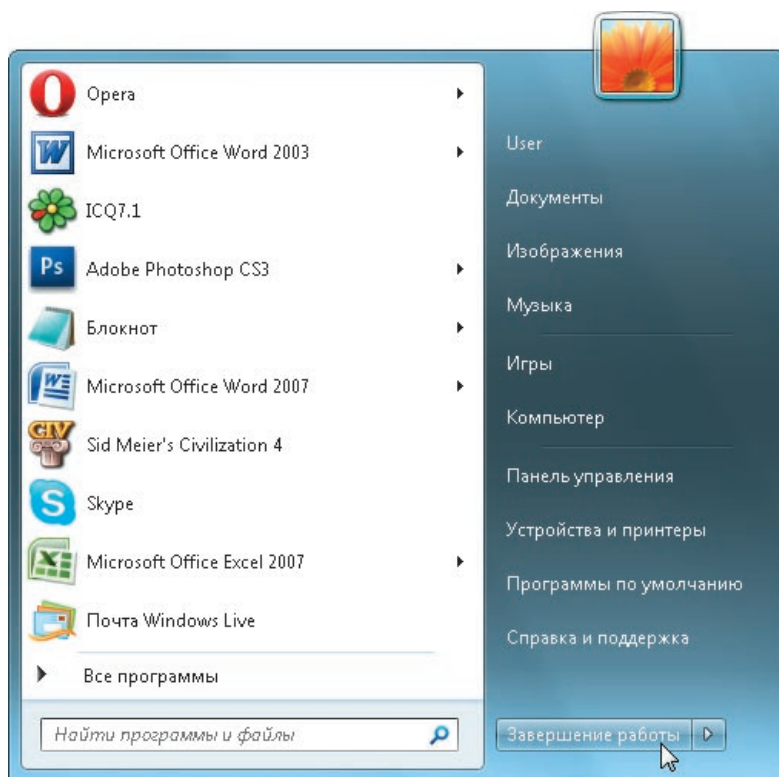 Opera
Microsoft Office Word 2003
ICQ7.1
Ps
Adobe Photoshop CS3
Блокнот
Microsoft Office Word 2007
CIV
Sid Meier's Civilization 4
Skype
Microsoft Office Excel 2007
Почта Windows Live
Все программы
Найти программы и файлы
User
Документы
Изображения
Музыка
Игры
Компьютер
Панель управления
Устройства и принтеры
Программы по умолчанию
Справка и поддержка
Завершение работы